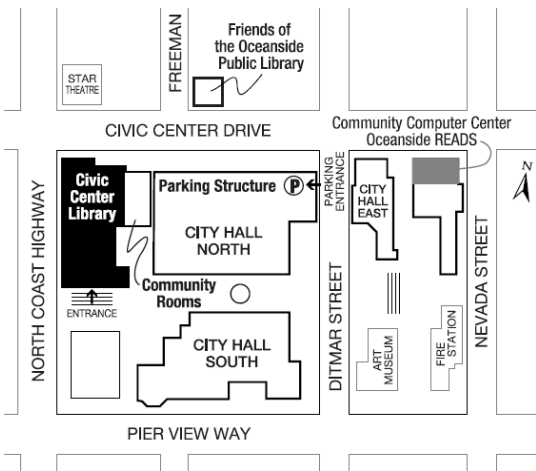 FREEMAN
Friends of
the Oceanside
Public Library
STAR
THEATRE
CIVIC CENTER DRIVE
Community Computer Center
Oceanside READS
N
Civic
Center
Library
Parking Structure
P
PARKING
ENTRANCE
CITY HALL
NORTH
CITY
HALL
EAST
Community
Rooms
ENTRANCE
NORTH COAST HIGHWAY
CITY HALL
SOUTH
DITMAR STREET
ART
MUSEUM
FIRE
STATION
NEVADA STREET
PIER VIEW WAY